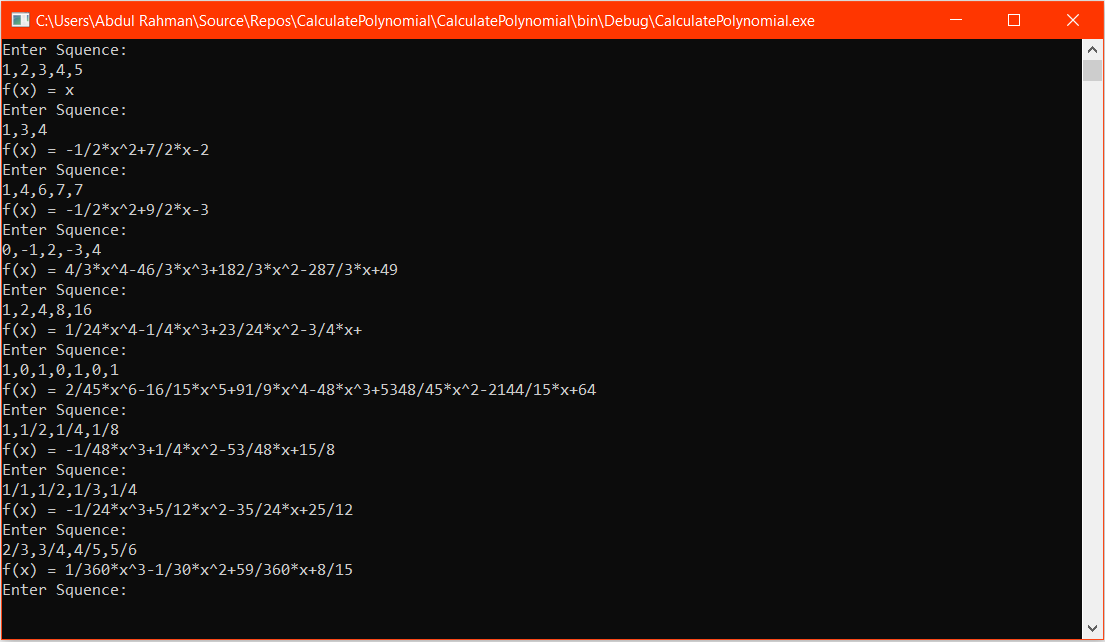 C:\Users\Abdul Rahman\Source\Repos\CalculatePolynomial\CalculatePolynomial\bin\Debug\CalculatePolynomial.exe
Enter Squence:
1,2,3,4,5
f(x) = x
Enter Squence:
1,3,4
f(x) = -1/2*x^2+7/2*x-2
Enter Squence:
1,4,6,7,7
f(x) = -1/2*x^2+9/2*x-3
Enter Squence:
0,-1,2,-3,4
f(x) = 4/3*x^4-46/3*x^3+182/3*x^2-287/3*x+49
Enter Squence:
1,2,4,8,16
f(x) = 1/24*x^4-1/4*x^3+23/24*x^2-3/4*x+
Enter Squence:
1,0,1,0,1,0,1
f(x) = 2/45*x^6-16/15*x^5+91/9*x^4-48*x^3+5348/45*x^2-2144/15*x+64
Enter Squence:
1,1/2,1/4,1/8
f(x) = -1/48*x^3+1/4*x^2-53/48*x+15/8
Enter Squence:
1/1,1/2,1/3,1/4
f(x) = -1/24*x^3+5/12*x^2-35/24*x+25/12
Enter Squence:
2/3,3/4,4/5,5/6
f(x) = 1/360*x^3-1/30*x^2+59/360*x+8/15
Enter Squence: